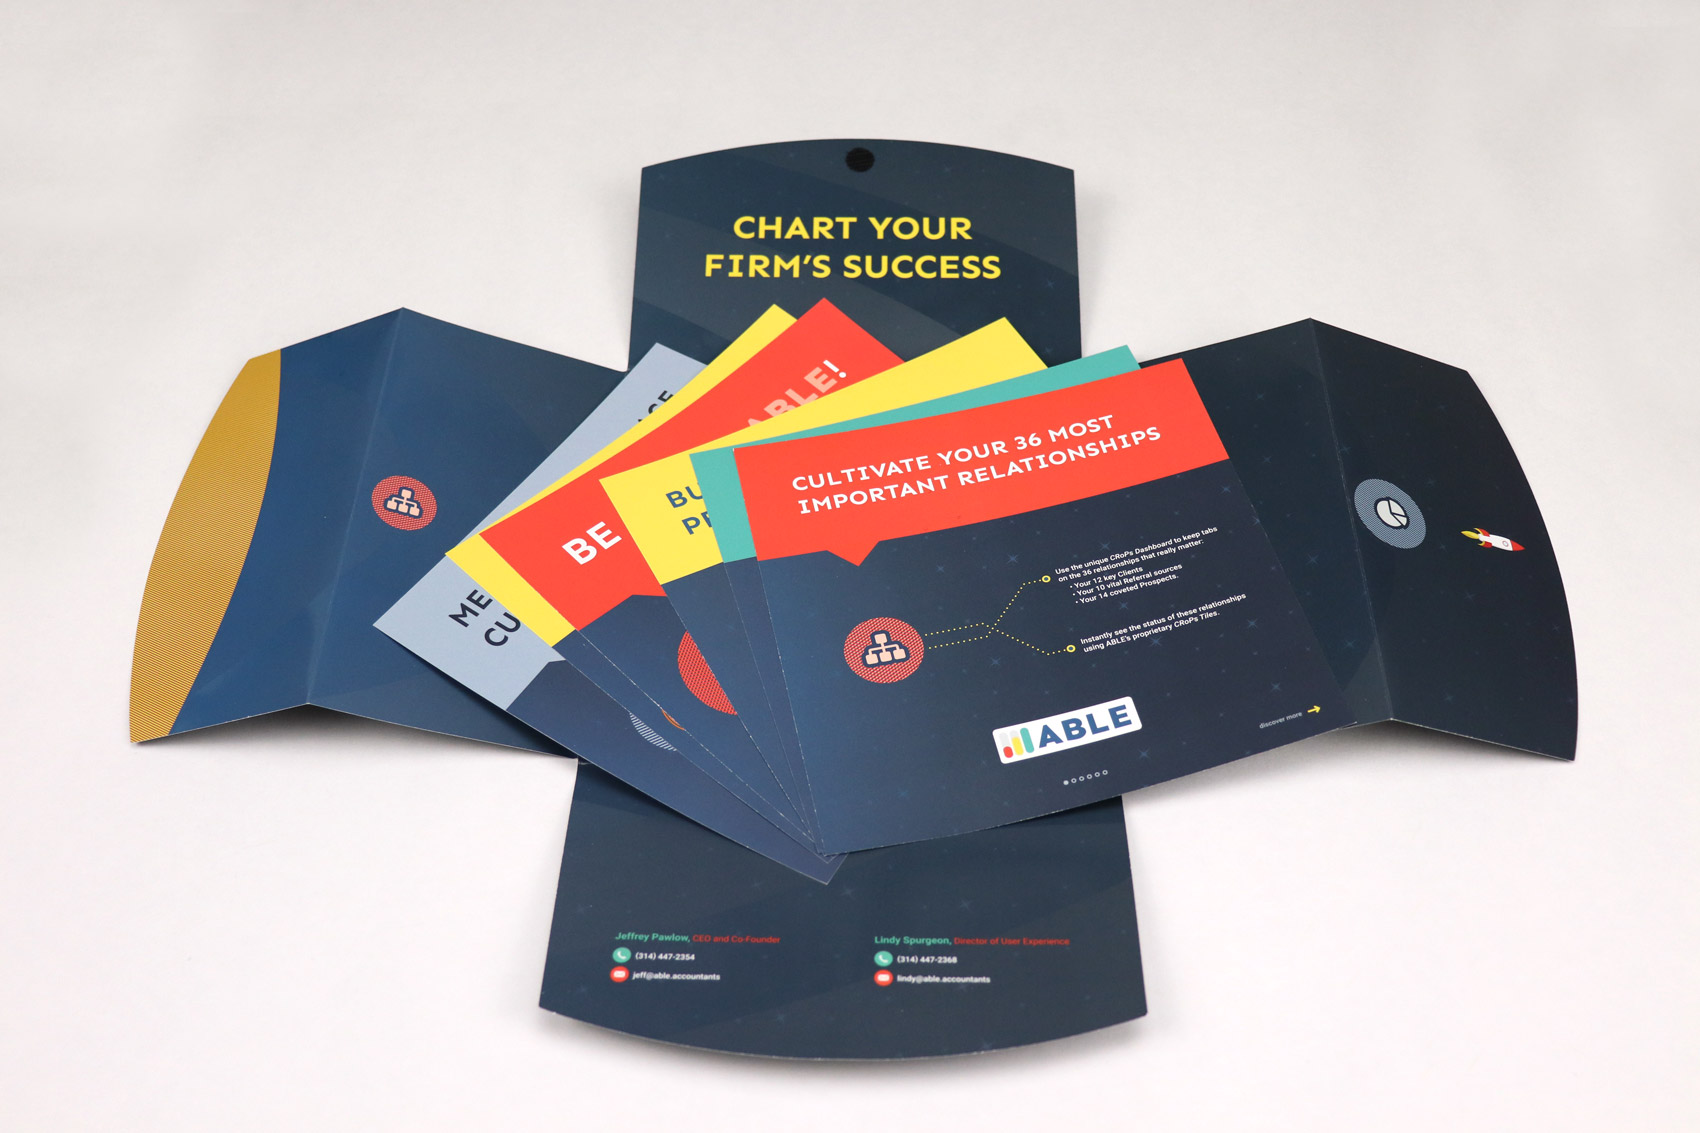 CHART YOUR
FIRM'S SUCCESS
ABLE!
BE
BU
PR
ME
CU
CULTIVATE YOUR 36 MOST
IMPORTANT RELATIONSHIPS
Use the unique CRoPs Dashboard to keep tabs
on the 36 relationships that really matter:
• Your 12 key Clients
• Your 10 vital Referral sources
• Your 14 coveted Prospects.
Instantly see the status of these relationships
using ABLE's proprietary CRoPs Tiles.
ABLE
discover more
Jeffrey Pawlow, CEO and Co-Founder
(314) 447-2354
jeff@able.accountants
Lindy Spurgeon, Director of User Experience
(314) 447-2368
lindy@able.accountants